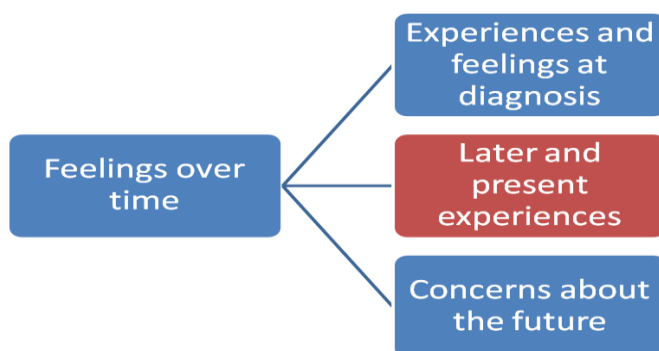 Feelings over
time
Experiences and
feelings at
diagnosis
Later and
present
experiences
Concerns about
the future